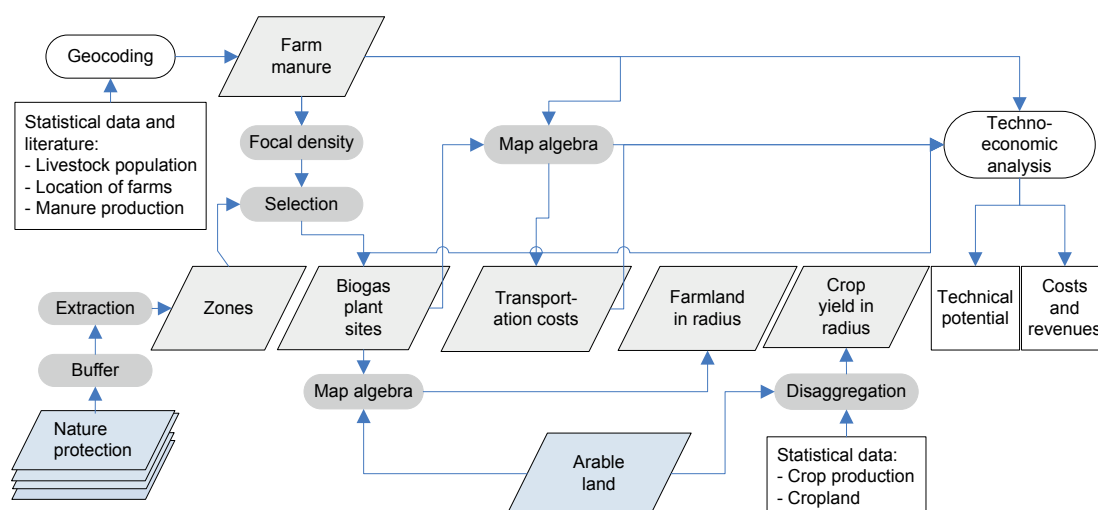 Geocoding
Farm
manure
Statistical data and
literature:
- Livestock population
- Location of farms
- Manure production
Focal density
Map algebra
Techno-
economic
analysis
Selection
Extraction
Zones
Biogas
plant
sites
Transport-
ation costs
Farmland
in radius
Crop
yield in
radius
Technical
potential
Costs
and
revenues
Buffer
Map algebra
Disaggregation
Nature
protection
Arable
land
Statistical data:
- Crop production
- Cropland